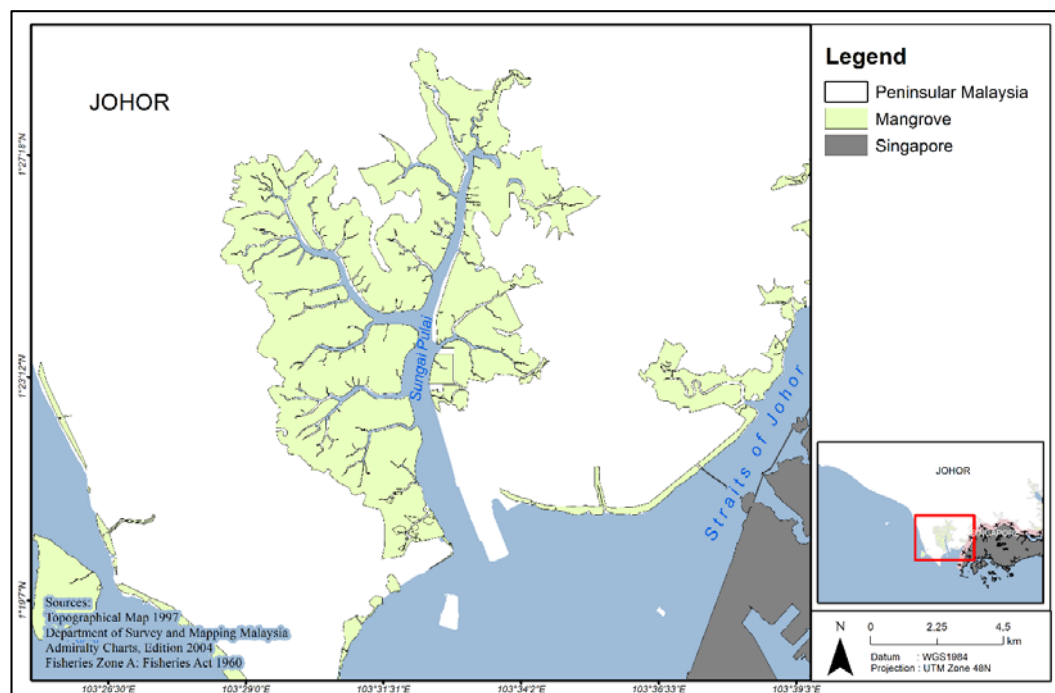 JOHOR
1°27'18"N
1°23'12"N
1°19'7"N
Sungai Pulai
Straits of Johor
Sources:
Topographical Map 1997
Department of Survey and Mapping Malaysia
Admiralty Charts, Edition 2004
Fisheries Zone A: Fisheries Act 1960
103°26'30"E
103°29'0"E
103°31'31"E
103°34'2"E
103°36'33"E
103°39'3"E
Legend
Peninsular Malaysia
Mangrove
Singapore
JOHOR
N
0 2.25 4.5
km
Datum : WGS1984
Projection : UTM Zone 48N